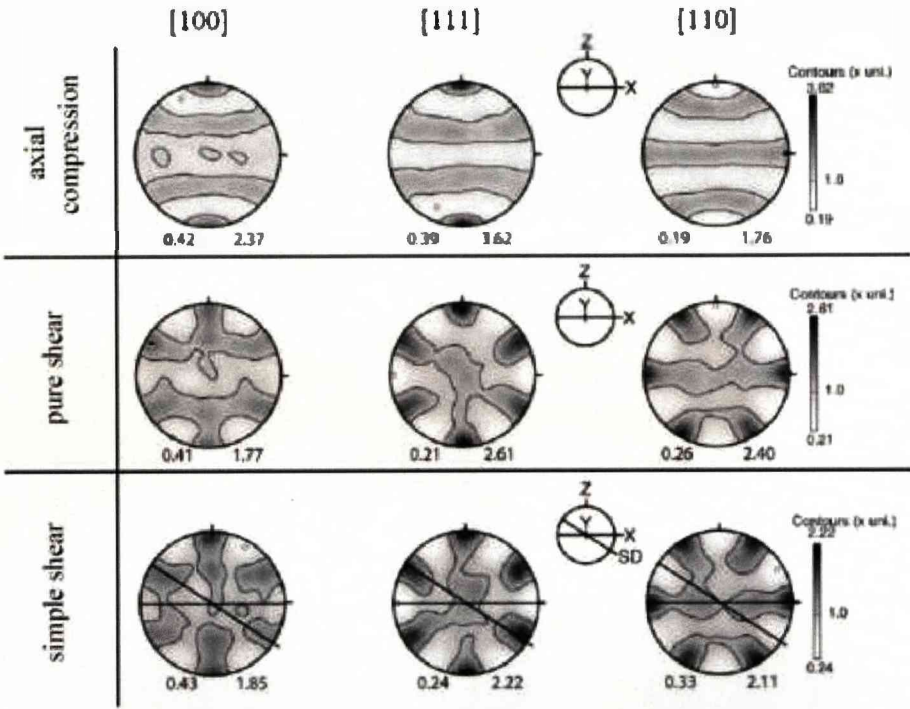 [100] [111] [110]
axial compression
Z
Y
X
Contours (x uni.)
3.62
1.0
0.19
0.42 2.37
0.39 3.62
0.19 1.76
pure shear
Z
Y
X
Contours (x uni.)
2.61
1.0
0.21
0.41 1.77
0.21 2.61
0.26 2.40
simple shear
Z
Y
X
SD
Contours (x uni.)
2.22
1.0
0.24
0.43 1.85
0.24 2.22
0.33 2.11